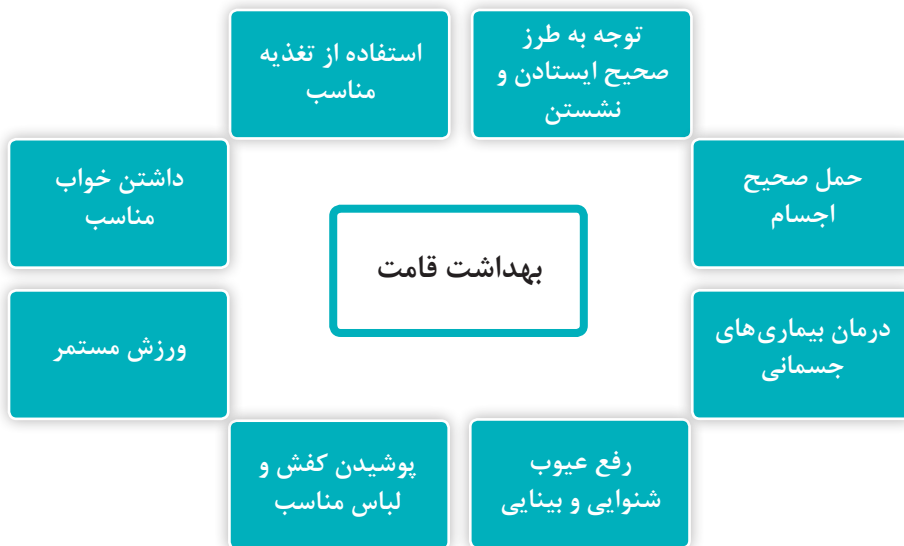 توجه به طرز
صحیح ایستادن و
نشستن
استفاده از تغذیه
مناسب
حمل صحیح
اجسام
داشتن خواب
مناسب
بهداشت قامت
درمان بیماری‌های
جسمانی
ورزش مستمر
رفع عیوب
شنوایی و بینایی
پوشیدن کفش و
لباس مناسب